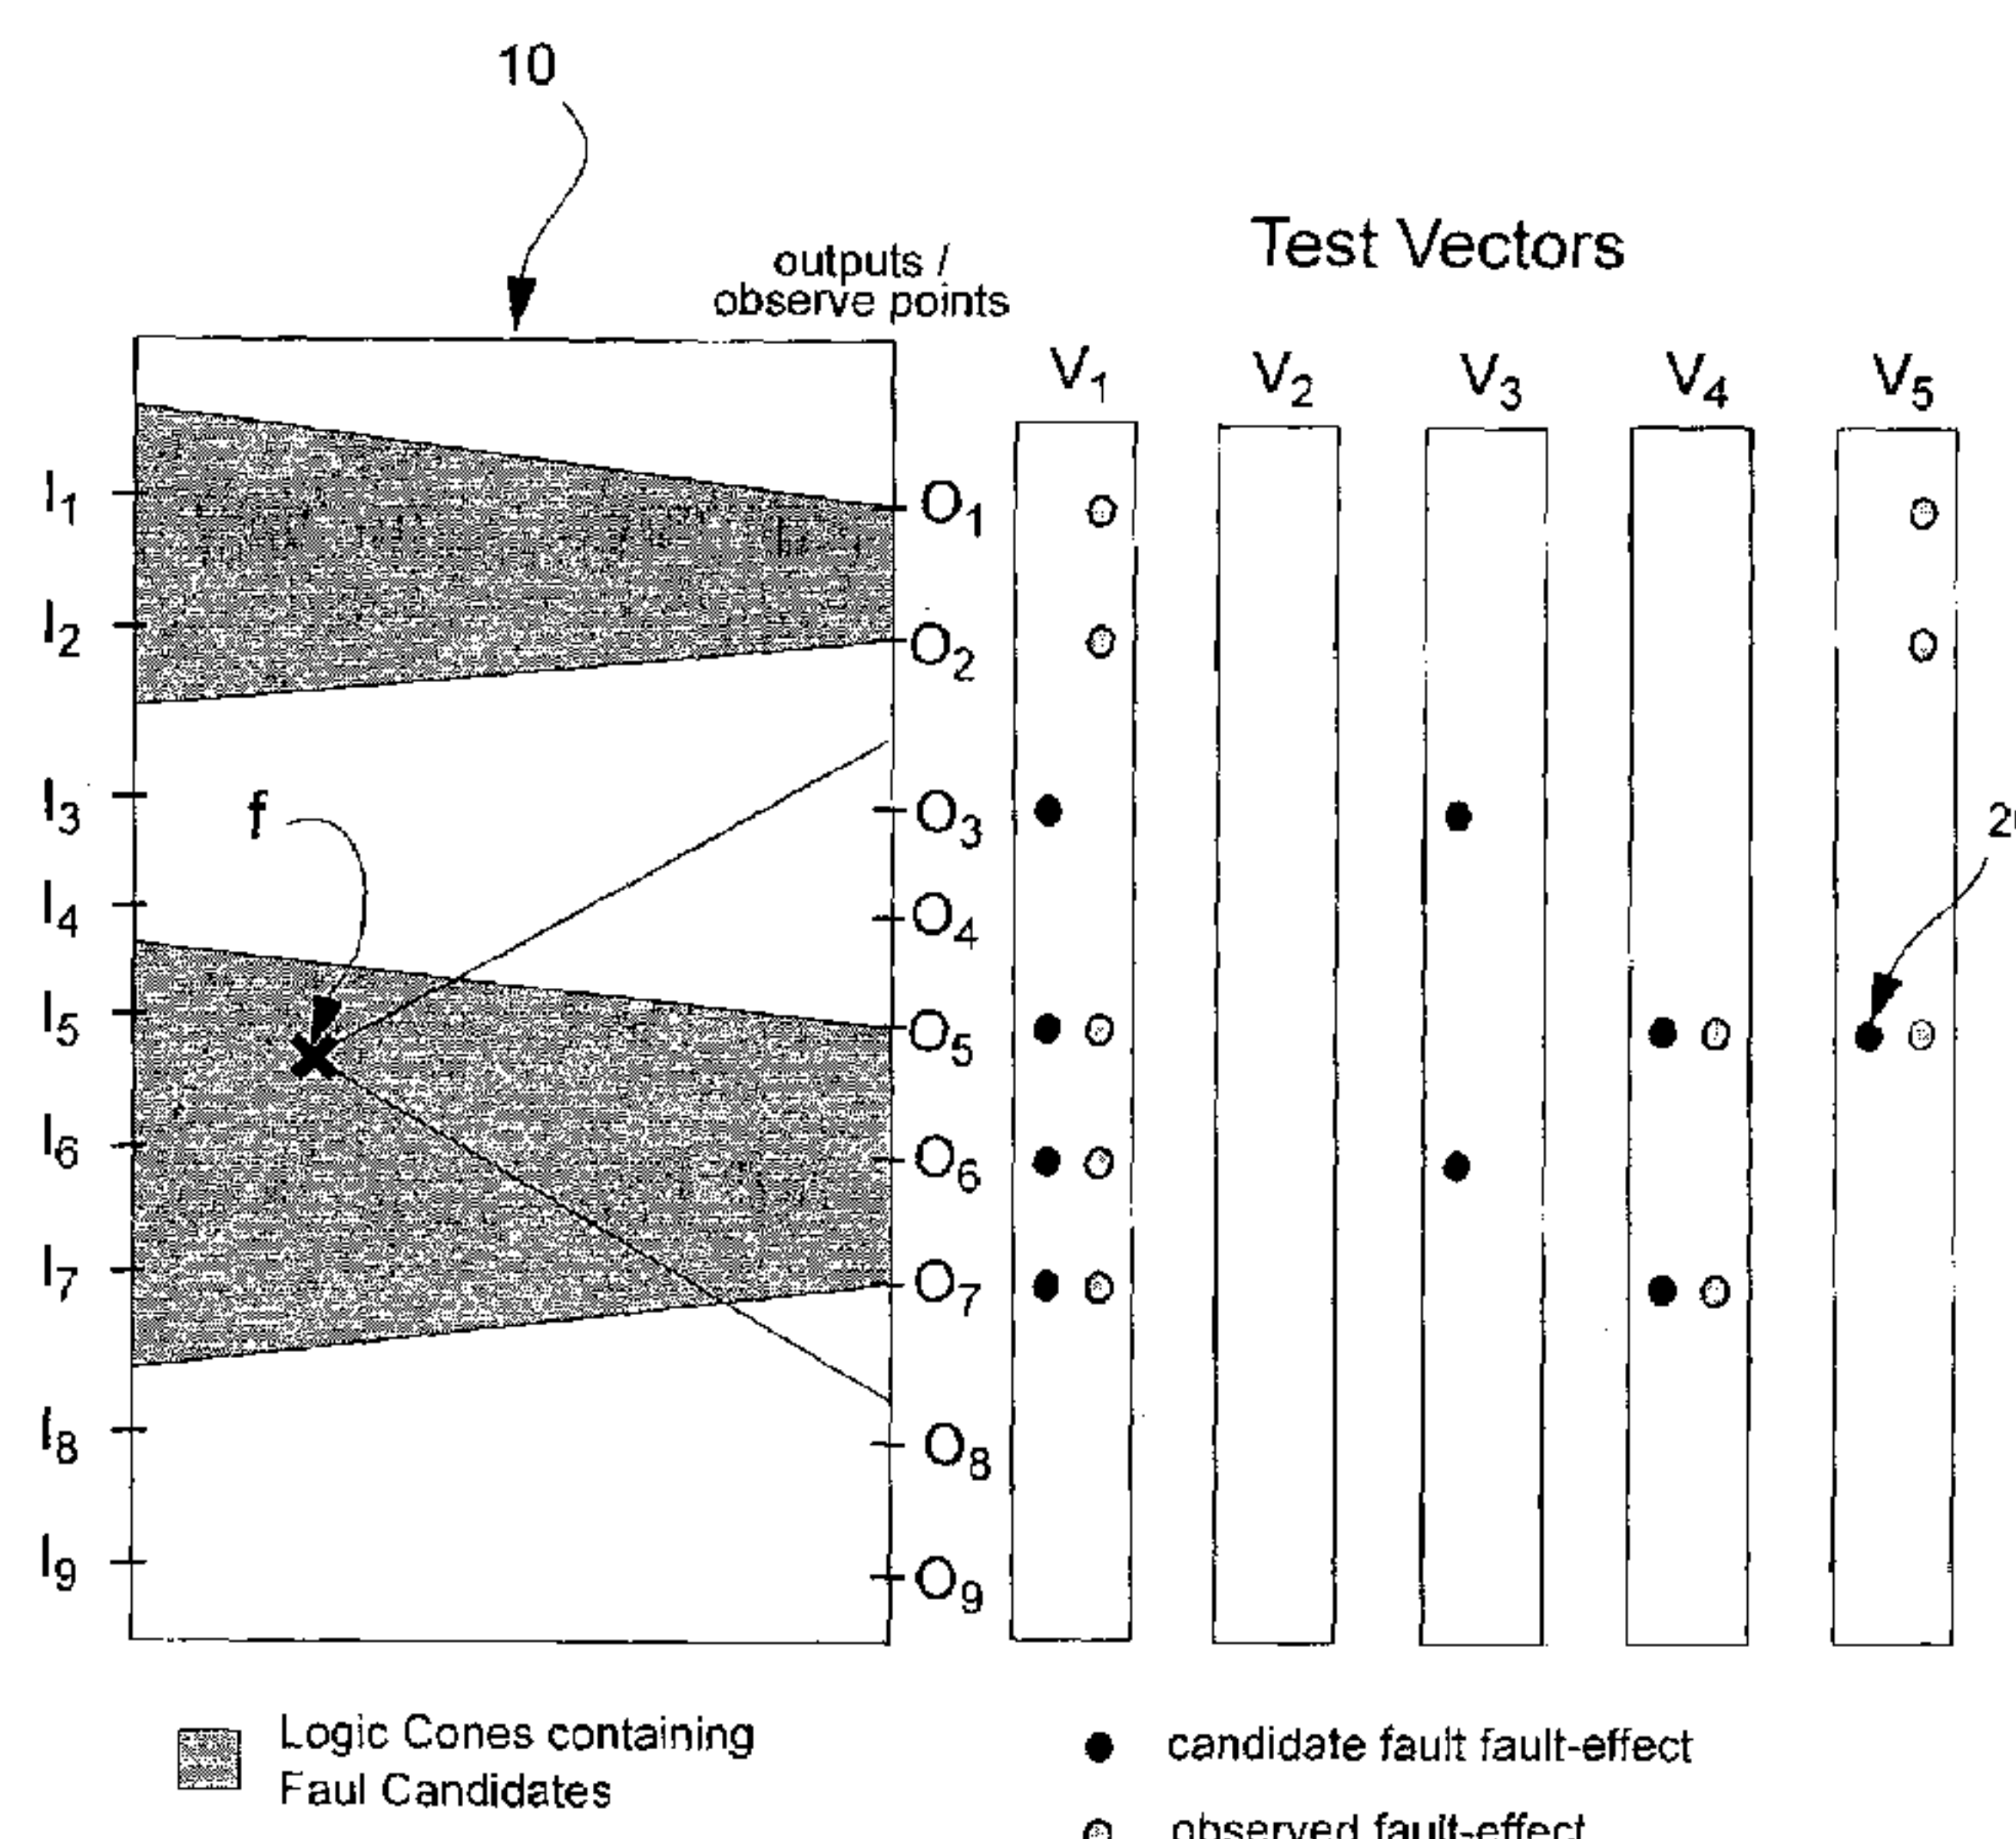 10
outputs /
observe points
Test Vectors
V1 V2 V3 V4 V5
I1 O1
I2 O2
I3 f O3
I4 O4
I5 O5
I6 O6
I7 O7
I8 O8
I9 O9
Logic Cones containing
Faul Candidates
candidate fault fault-effect
observed fault-effect